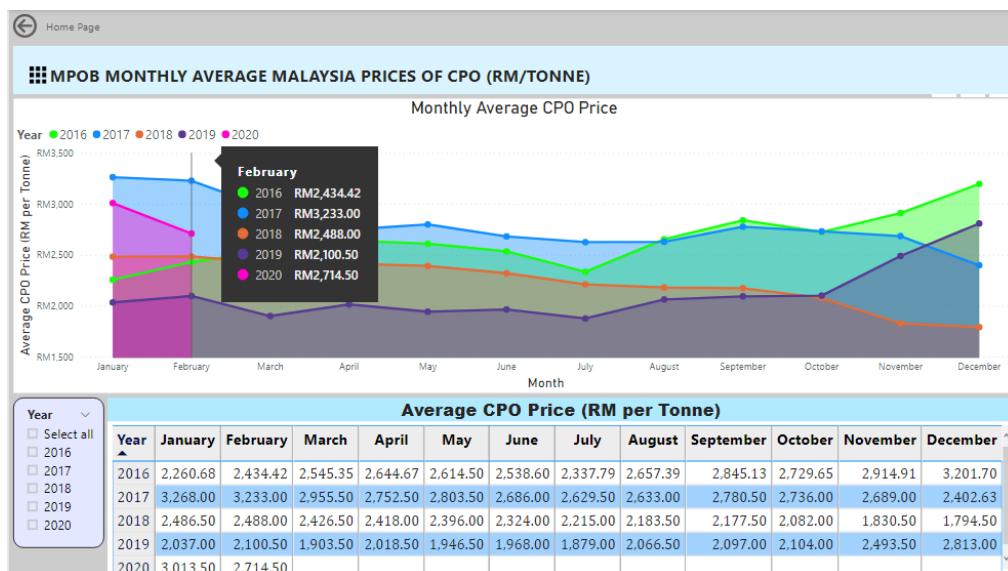 Home Page
MPOB MONTHLY AVERAGE MALAYSIA PRICES OF CPO (RM/TONNE)
Monthly Average CPO Price
Year 2016 2017 2018 2019 2020
Average CPO Price (RM per Tonne)
RM3,500
RM3,000
RM2,500
RM2,000
RM1,500
February
2016 RM2,434.42
2017 RM3,233.00
2018 RM2,488.00
2019 RM2,100.50
2020 RM2,714.50
January February March April May June July August September October November December
Month
Year
Select all
2016
2017
2018
2019
2020
Average CPO Price (RM per Tonne)
Year January February March April May June July August September October November December
2016 2,260.68 2,434.42 2,545.35 2,644.67 2,614.50 2,538.60 2,337.79 2,657.39 2,845.13 2,729.65 2,914.91 3,201.70
2017 3,268.00 3,233.00 2,955.50 2,752.50 2,803.50 2,686.00 2,629.50 2,633.00 2,780.50 2,736.00 2,689.00 2,402.63
2018 2,486.50 2,488.00 2,426.50 2,418.00 2,396.00 2,324.00 2,215.00 2,183.50 2,177.50 2,082.00 1,830.50 1,794.50
2019 2,037.00 2,100.50 1,903.50 2,018.50 1,946.50 1,968.00 1,879.00 2,066.50 2,097.00 2,104.00 2,493.50 2,813.00
2020 3,013.50 2,714.50